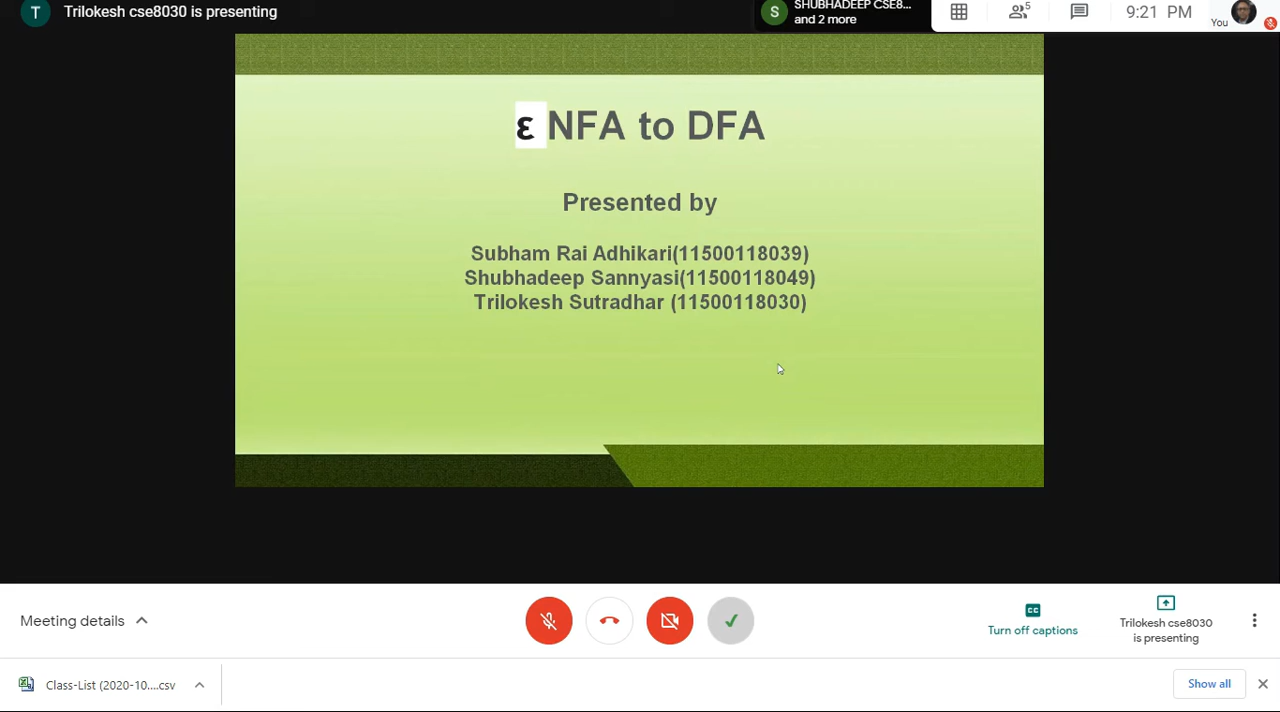 T Trilokesh cse8030 is presenting
S SHUBHADEEP CSE8...
and 2 more
5
9:21 PM
You
ε NFA to DFA
Presented by
Subham Rai Adhikari(11500118039)
Shubhadeep Sannyasi(11500118049)
Trilokesh Sutradhar (11500118030)
Meeting details
CC
Turn off captions
Trilokesh cse8030
is presenting
Class-List (2020-10....csv
Show all